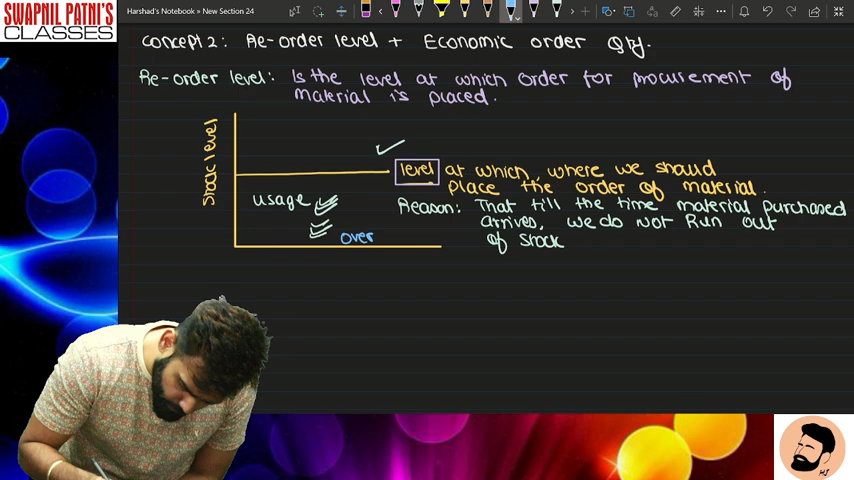 SWAPNIL PATNI'S
CLASSES
Harshad's Notebook » New Section 24
Concept 2: Re-order level + Economic order Qty.
Re-order level: Is the level at which order for procurement of
material is placed.
Stock level
level at which, where we should
place the order of material.
usage
Reason: That till the time material purchased
arrives, we do not Run out
of stock
over
HJ